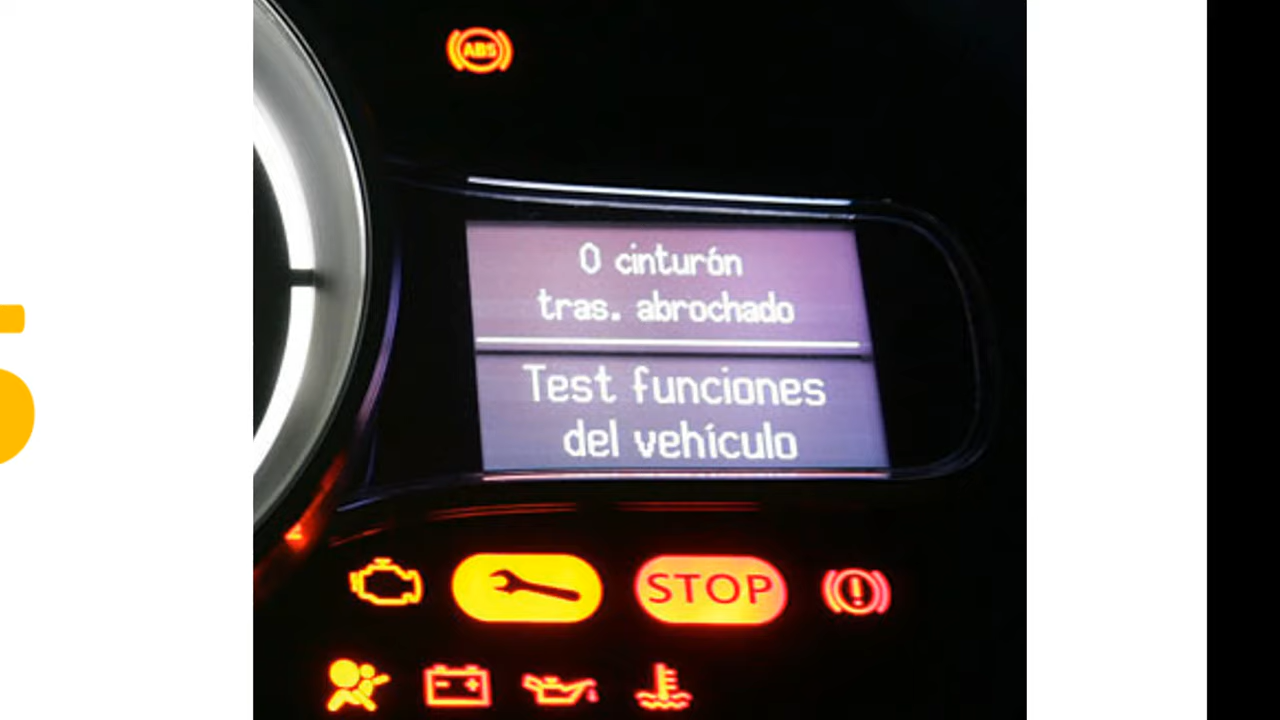 ABS
0 cinturón
tras. abrochado
Test funciones
del vehículo
STOP